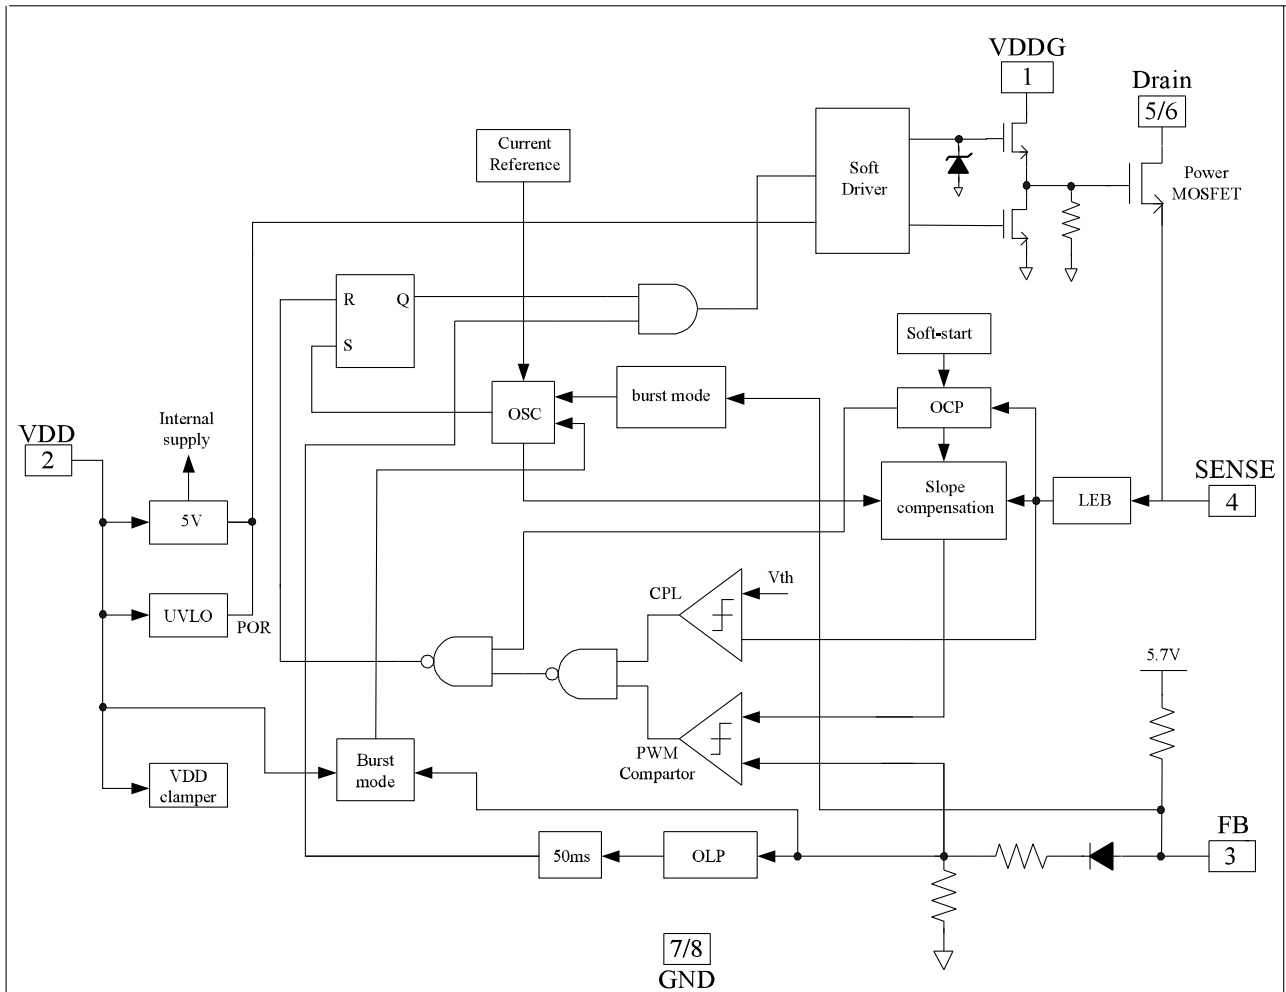 VDDG
1
Drain
5/6
Current
Reference
Soft
Driver
Power
MOSFET
R
Q
S
Soft-start
OSC
burst mode
OCP
Internal
supply
VDD
2
SENSE
4
Slope
compensation
LEB
5V
CPL
Vth
UVLO
POR
5.7V
PWM
Compartor
Burst
mode
VDD
clamper
FB
3
50ms
OLP
7/8
GND